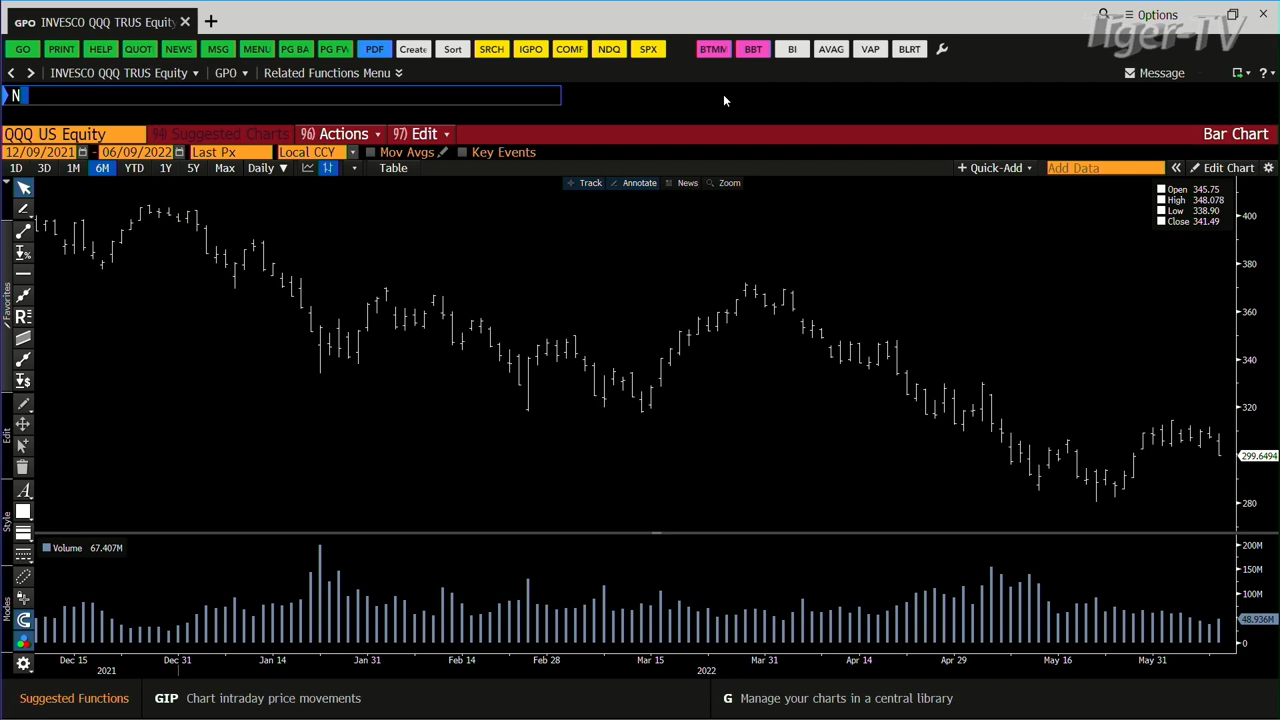 GPO INVESCO QQQ TRUS Equity × +
Options
Tiger-TV
GO PRINT HELP QUOT NEWS MSG MENU PG BA PG FW PDF Create Sort SRCH IGPO COMF NDQ SPX BTMM BBT BI AVAG VAP BLRT
INVESCO QQQ TRUS Equity GPO Related Functions Menu Message ?
N
QQQ US Equity 94) Suggested Charts 96) Actions 97) Edit Bar Chart
12/09/2021 - 06/09/2022 Last Px Local CCY Mov Avgs Key Events
1D 3D 1M 6M YTD 1Y 5Y Max Daily Table + Quick-Add Add Data « Edit Chart
Track Annotate News Zoom
Open 345.75
High 348.078
Low 338.90
Close 341.49
400
380
360
340
320
299.6494
280
Favorites
Edit
Style
Modes
Volume 67.407M
200M
150M
100M
48.936M
0
Dec 15 Dec 31 Jan 14 Jan 31 Feb 14 Feb 28 Mar 15 Mar 31 Apr 14 Apr 29 May 16 May 31
2021 2022
Suggested Functions GIP Chart intraday price movements G Manage your charts in a central library